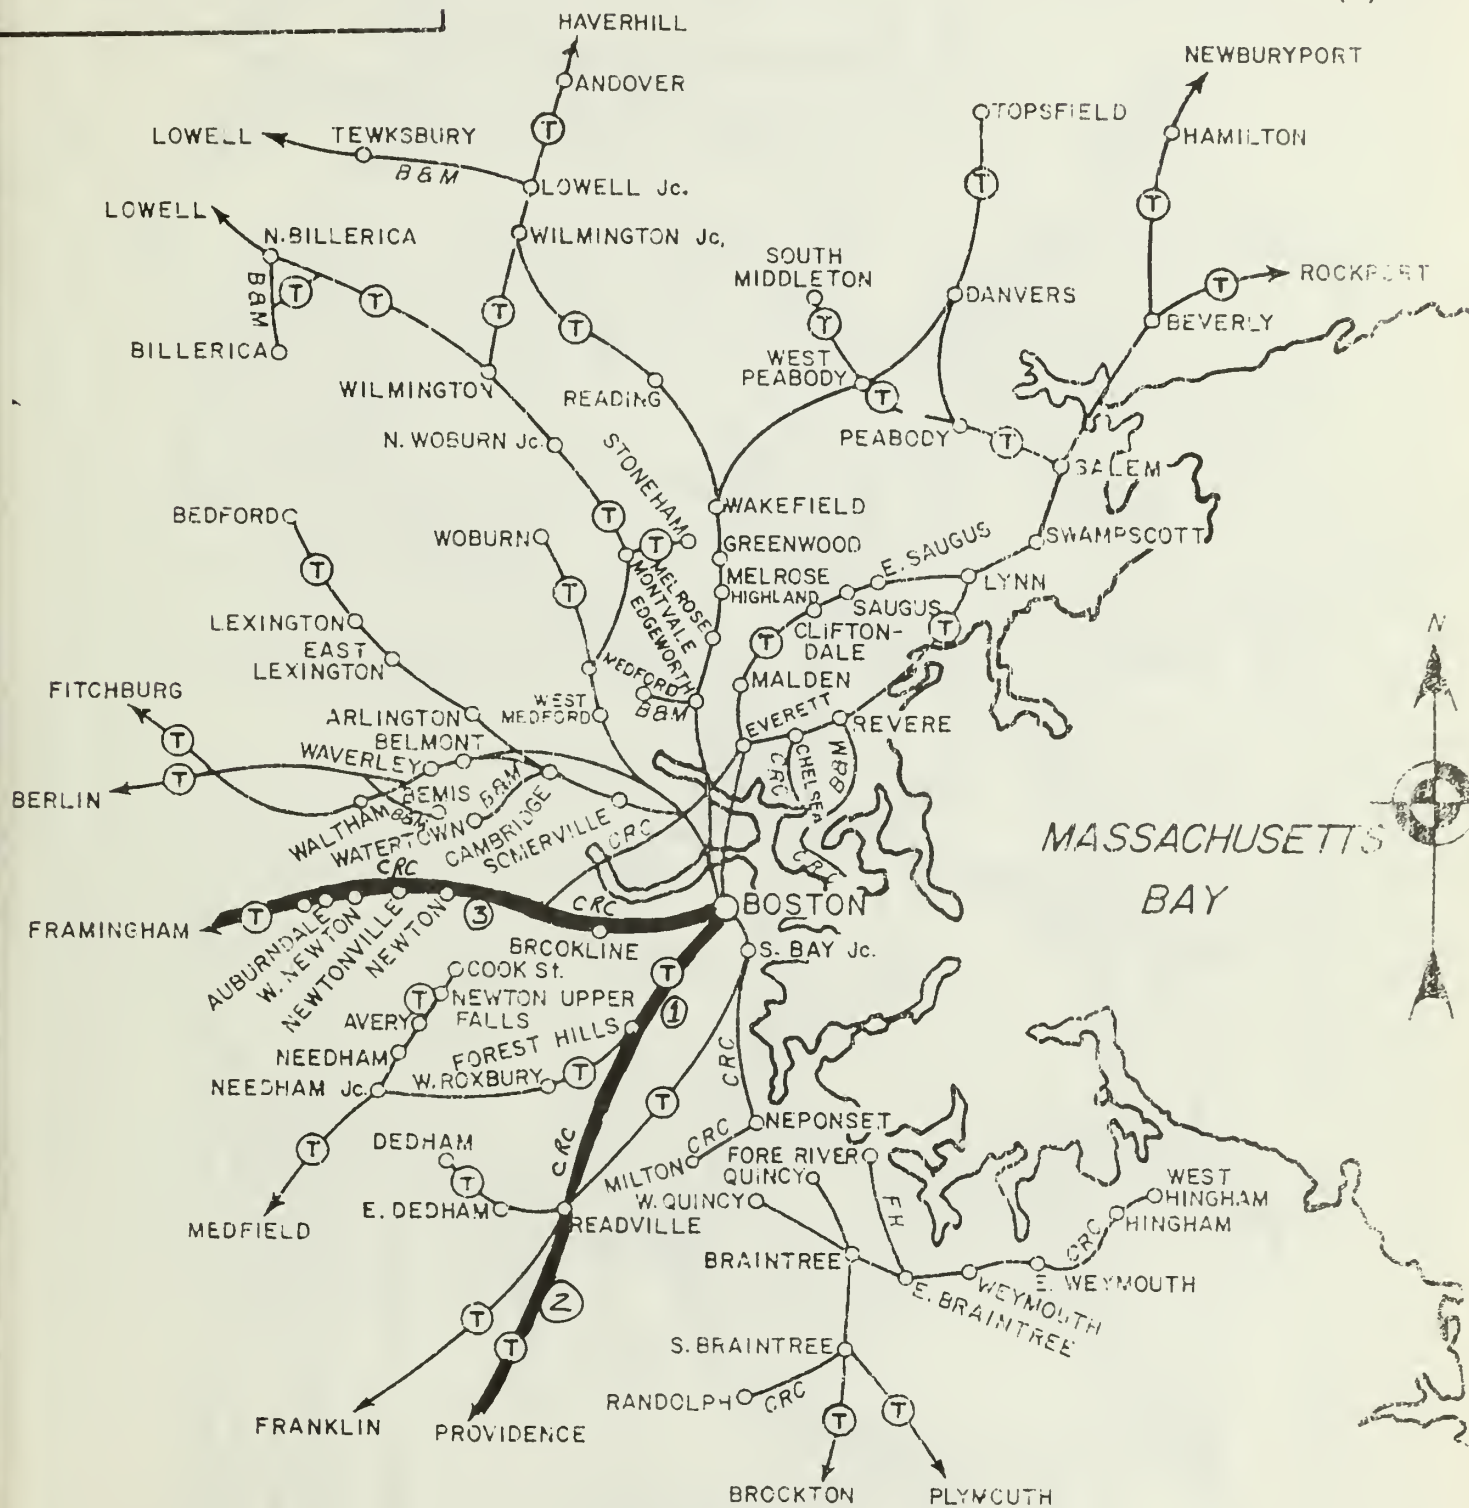 HAVERHILL
NEWBURYPORT
ANDOVER
TOPSFIELD
T
LOWELL
TEWKSBURY
HAMILTON
B&M
LOWELL Jc.
T
T
LOWELL
N.BILLERICA
WILMINGTON Jc.
SOUTH
MIDDLETON
DANVERS
T
ROCKPORT
B&M
T
T
T
T
T
BEVERLY
BILLERICA
WEST
PEABODY
WILMINGTON
READING
T
N. WOBURN Jc.
STONEHAM
PEABODY
T
SALEM
BEDFORD
T
WAKEFIELD
WOBURN
T
GREENWOOD
E. SAUGUS
SWAMPSCOTT
T
T
MELROSE
HIGHLAND
LYNN
SAUGUS
LEXINGTON
MELROSE
MONTVALE
EDGEWORTH
T
CLIFTON-
DALE
T
EAST
LEXINGTON
MEDFORD
MALDEN
FITCHBURG
WEST
MEDFORD
B&M
EVERETT
REVERE
N
ARLINGTON
BELMONT
T
WAVERLEY
CRC
CHELSEA
B&M
T
BERLIN
BEMIS
B&M
B&M
WALTHAM
WATERTOWN
CAMBRIDGE
SOMERVILLE
CRC
CRC
MASSACHUSETTS
BAY
CRC
CRC
BOSTON
T
3
FRAMINGHAM
AUBURNDALE
W. NEWTON
NEWTONVILLE
NEWTON
BROOKLINE
S. BAY Jc.
COOK St.
T
T
NEWTON UPPER
FALLS
1
AVERY
FOREST HILLS
NEEDHAM
CRC
NEEDHAM Jc.
W. ROXBURY
T
T
NEPONSET
DEDHAM
T
CRC
CRC
MILTON
FORE RIVER
QUINCY
T
W. QUINCY
FH
WEST
HINGHAM
E. DEDHAM
READVILLE
HINGHAM
MEDFIELD
CRC
BRAINTREE
E. WEYMOUTH
WEYMOUTH
E. BRAINTREE
2
T
T
S. BRAINTREE
RANDOLPH
CRC
T
T
FRANKLIN
PROVIDENCE
BROCKTON
PLYMOUTH